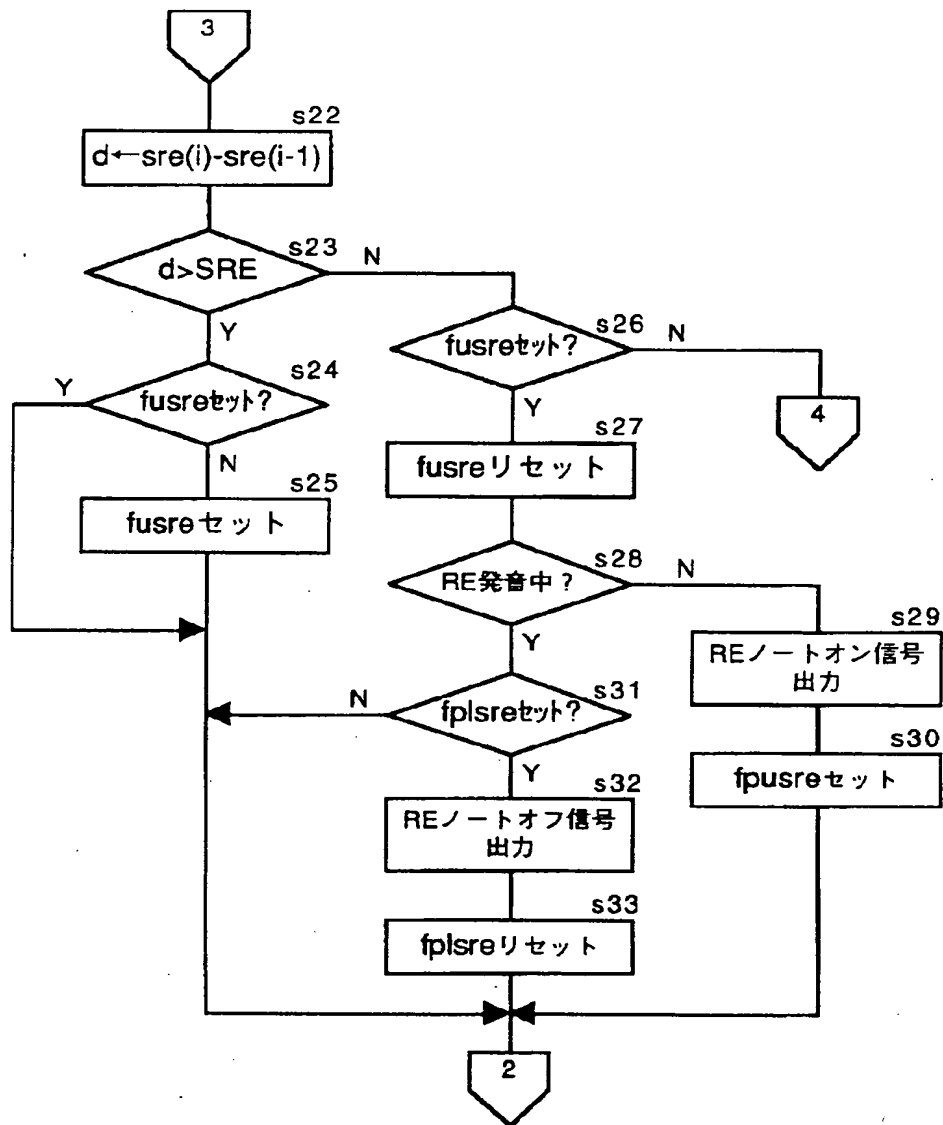 3
s22
d←sre(i)-sre(i-1)
s23
d>SRE
N
Y
s26
fusreセット?
N
4
Y
s24
Y
fusreセット?
N
s27
fusreリセット
s25
fusreセット
s28
RE発音中?
N
Y
s29
REノートオン信号
出力
s31
N
fplsreセット?
Y
s30
fpusreセット
s32
REノートオフ信号
出力
s33
fplsreリセット
2